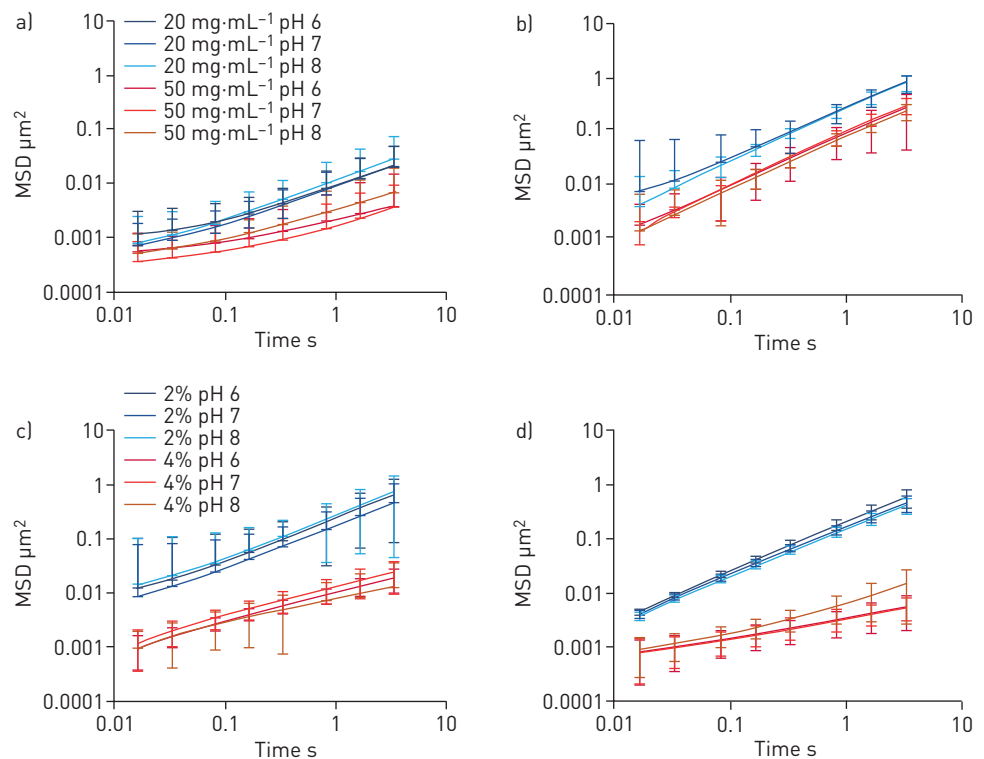 a)
20 mg·mL⁻¹ pH 6
20 mg·mL⁻¹ pH 7
20 mg·mL⁻¹ pH 8
50 mg·mL⁻¹ pH 6
50 mg·mL⁻¹ pH 7
50 mg·mL⁻¹ pH 8
10
1
0.1
0.01
0.001
0.0001
MSD µm²
0.01 0.1 1 10
Time s
b)
10
1
0.1
0.01
0.001
0.0001
MSD µm²
0.01 0.1 1 10
Time s
c)
2% pH 6
2% pH 7
2% pH 8
4% pH 6
4% pH 7
4% pH 8
10
1
0.1
0.01
0.001
0.0001
MSD µm²
0.01 0.1 1 10
Time s
d)
10
1
0.1
0.01
0.001
0.0001
MSD µm²
0.01 0.1 1 10
Time s